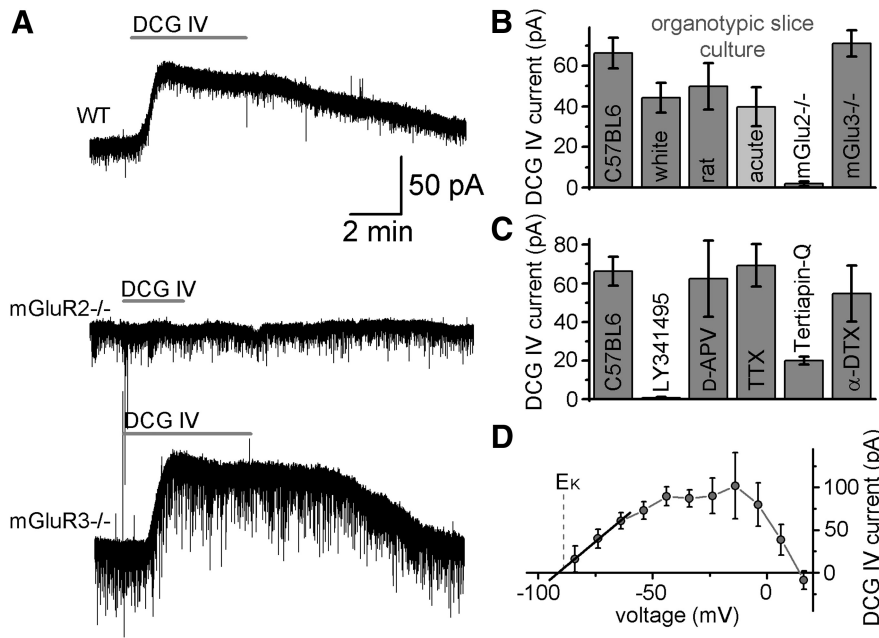 A
DCG IV
WT
50 pA
2 min
DCG IV
mGluR2-/-
DCG IV
mGluR3-/-
B
DCG IV current (pA)
60
40
20
0
organotypic slice
culture
C57BL6
white
rat
acute
mGlu2-/-
mGlu3-/-
C
DCG IV current (pA)
80
60
40
20
0
C57BL6
LY341495
D-APV
TTX
Tertiapin-Q
α-DTX
D
EK
100
50
0
-100
-50
0
voltage (mV)
DCG IV current (pA)